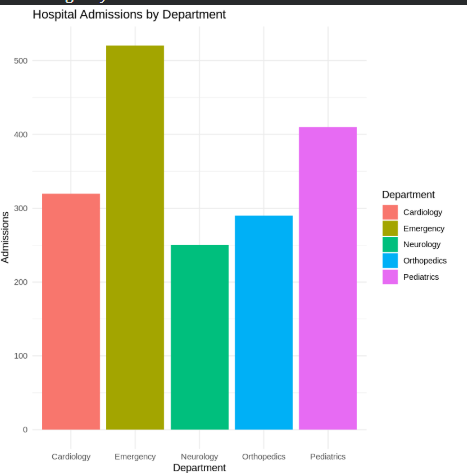 Hospital Admissions by Department
Admissions
500
400
300
200
100
0
Cardiology Emergency Neurology Orthopedics Pediatrics
Department
Department
Cardiology
Emergency
Neurology
Orthopedics
Pediatrics